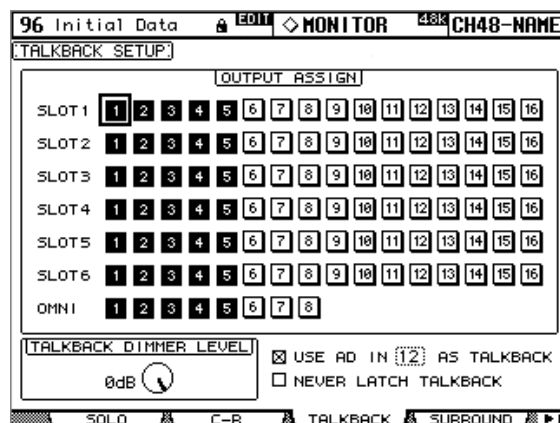 96 Initial Data EDIT ◇MONITOR 48K CH48-NAME
TALKBACK SETUP
OUTPUT ASSIGN
SLOT1 1 2 3 4 5 6 7 8 9 10 11 12 13 14 15 16
SLOT2 1 2 3 4 5 6 7 8 9 10 11 12 13 14 15 16
SLOT3 1 2 3 4 5 6 7 8 9 10 11 12 13 14 15 16
SLOT4 1 2 3 4 5 6 7 8 9 10 11 12 13 14 15 16
SLOT5 1 2 3 4 5 6 7 8 9 10 11 12 13 14 15 16
SLOT6 1 2 3 4 5 6 7 8 9 10 11 12 13 14 15 16
OMNI 1 2 3 4 5 6 7 8
TALKBACK DIMMER LEVEL
0dB
USE AD IN 12 AS TALKBACK
NEVER LATCH TALKBACK
SOLO C-R TALKBACK SURROUND